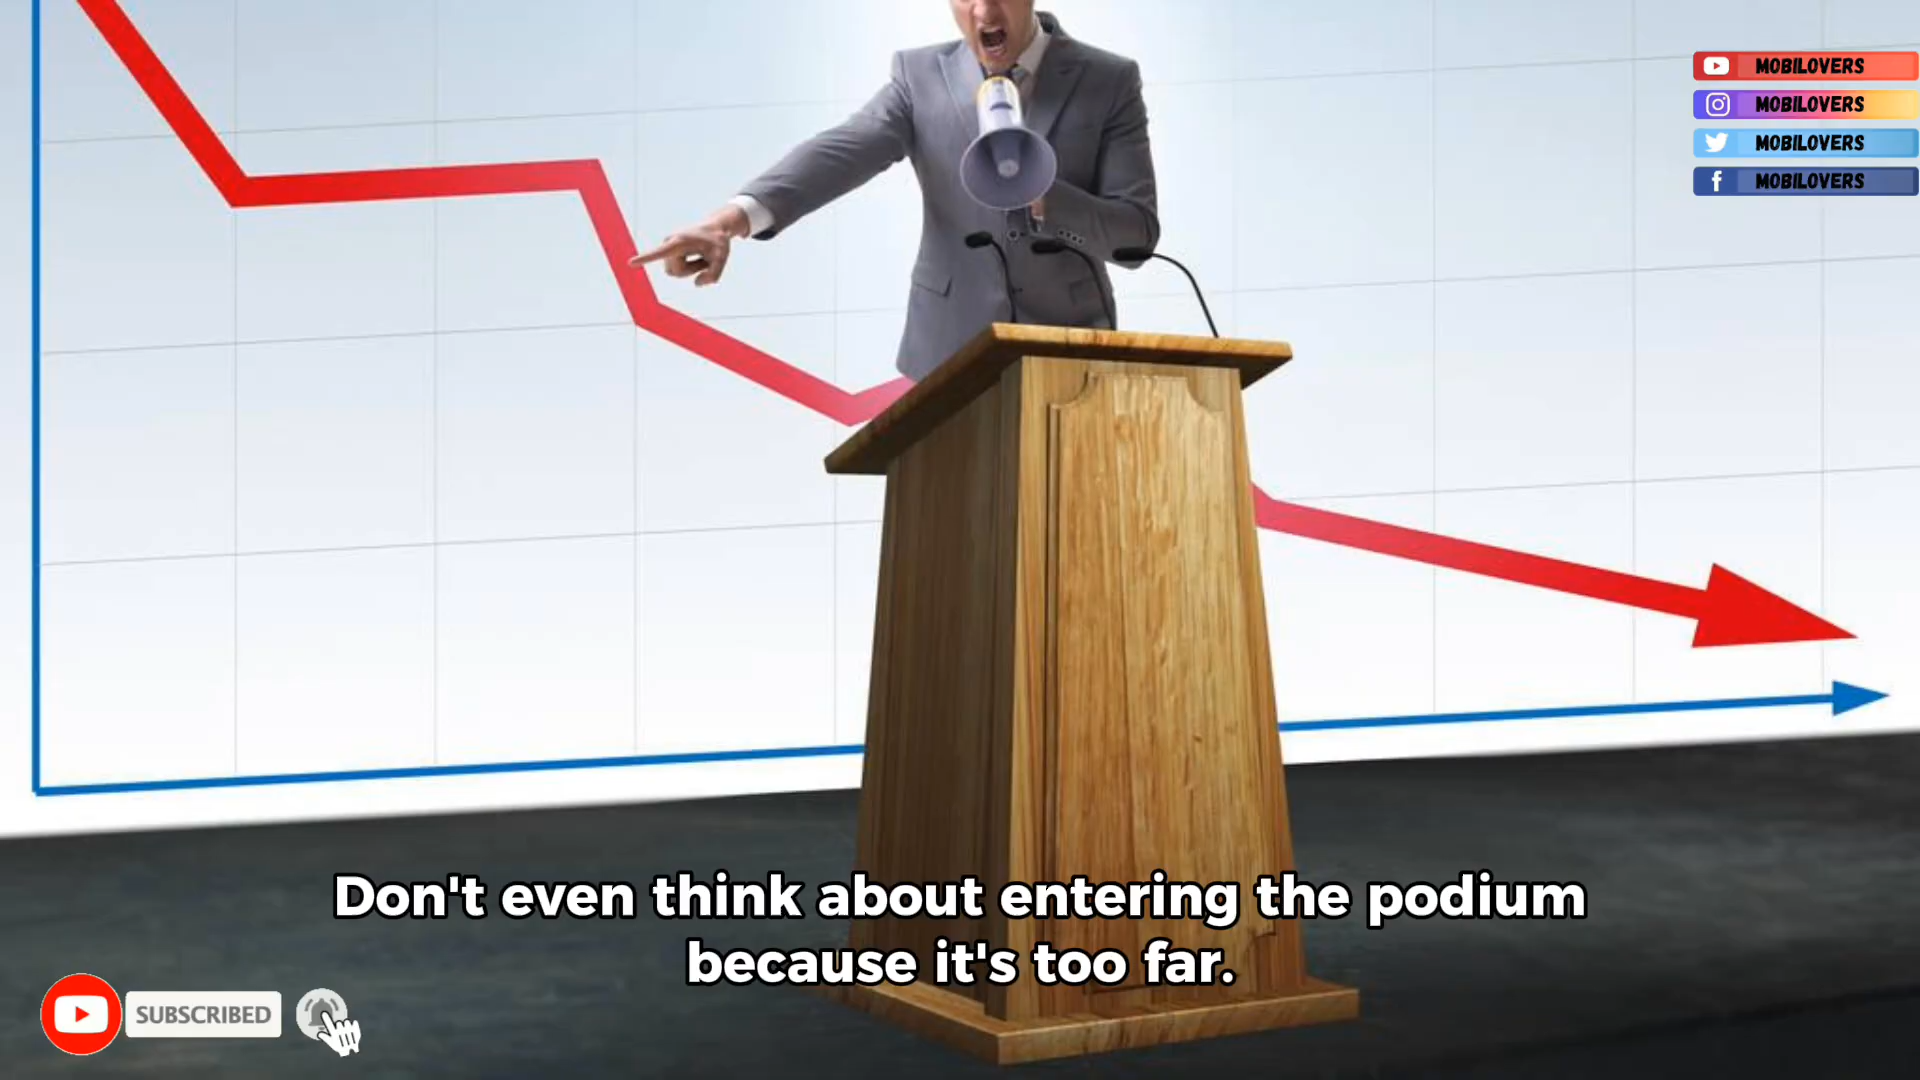 MOBILOVERS
MOBILOVERS
MOBILOVERS
f MOBILOVERS
Don't even think about entering the podium
because it's too far.
SUBSCRIBED